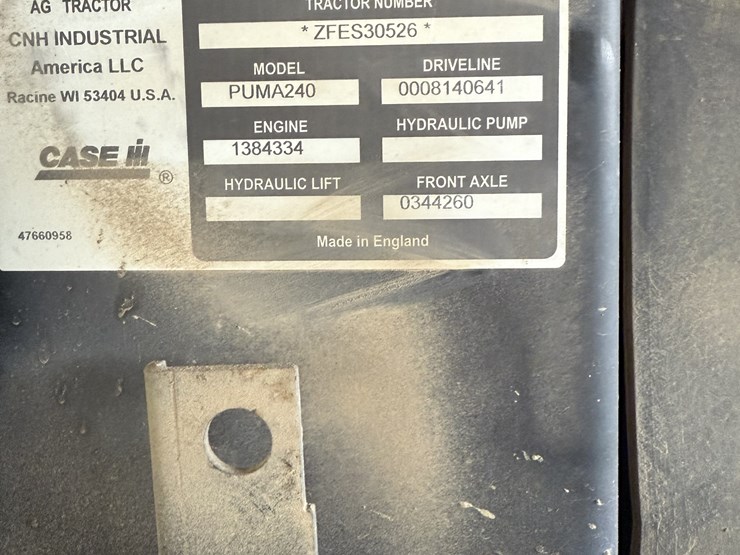 AG TRACTOR
CNH INDUSTRIAL
America LLC
Racine WI 53404 U.S.A.
CASE IH
®
47660958
TRACTOR NUMBER
* ZFES30526 *
MODEL
DRIVELINE
PUMA240
0008140641
ENGINE
HYDRAULIC PUMP
1384334
HYDRAULIC LIFT
FRONT AXLE
0344260
Made in England